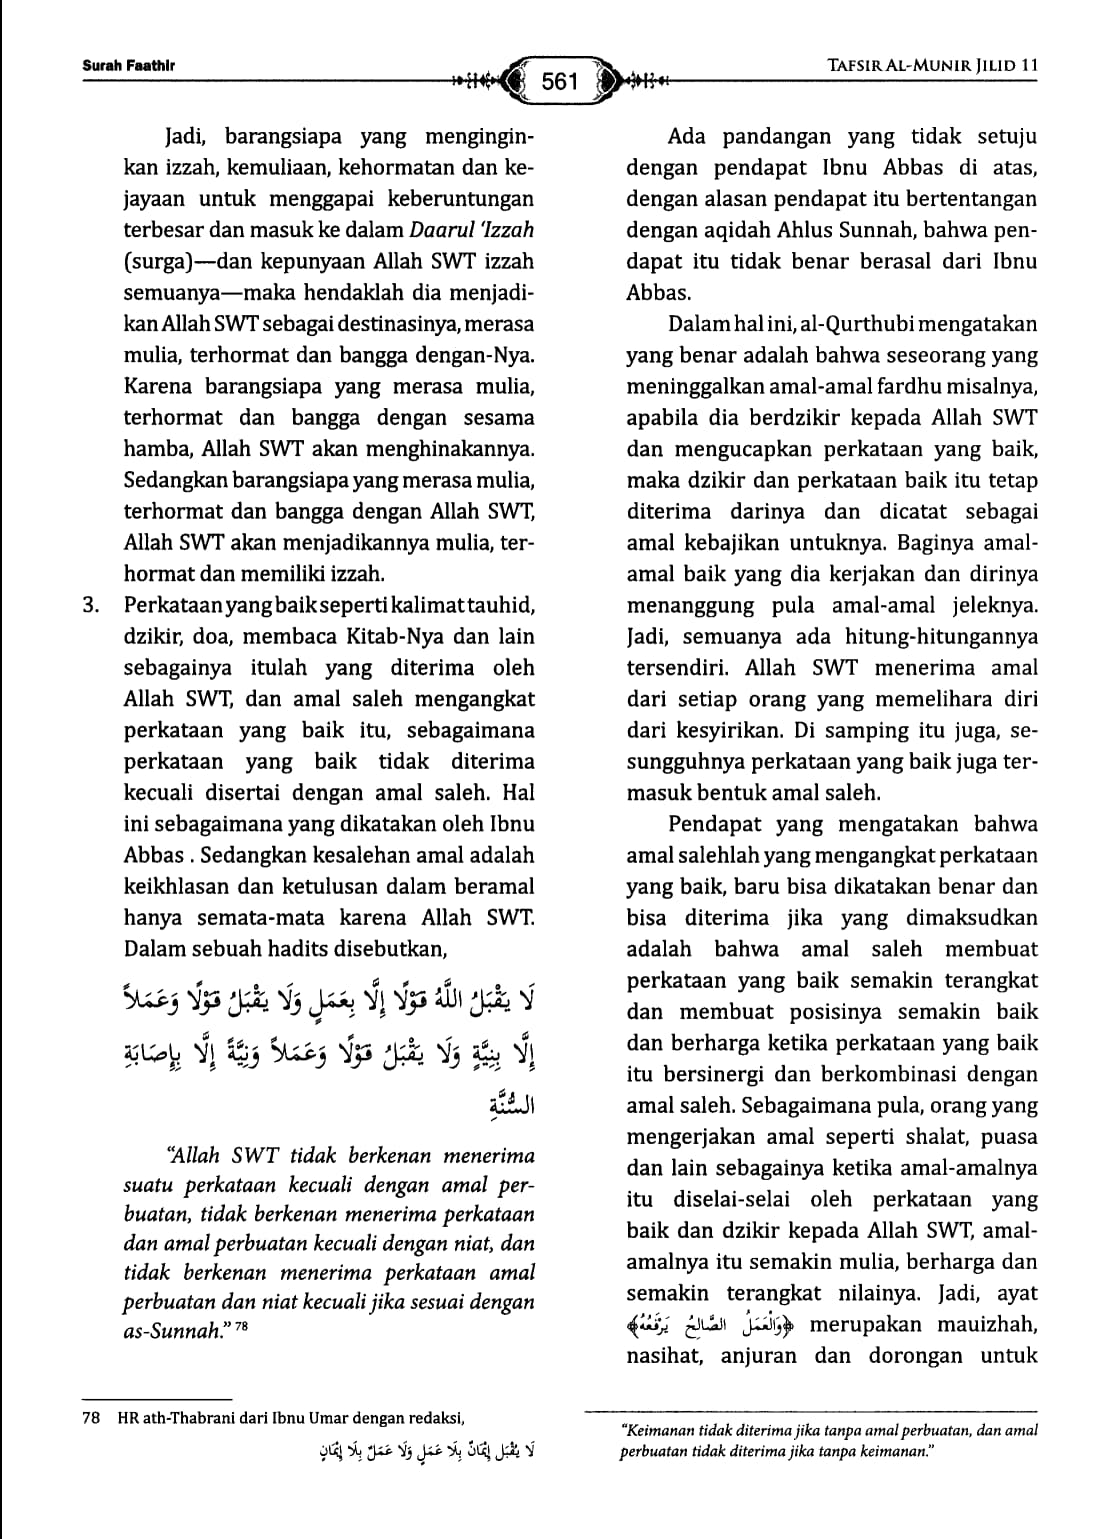 Surah Faathir
561
TAFSIR AL-MUNIR JILID 11
Jadi, barangsiapa yang mengingin-
kan izzah, kemuliaan, kehormatan dan ke-
jayaan untuk menggapai keberuntungan
terbesar dan masuk ke dalam Daarul ‘Izzah
(surga)—dan kepunyaan Allah SWT izzah
semuanya—maka hendaklah dia menjadi-
kan Allah SWT sebagai destinasinya, merasa
mulia, terhormat dan bangga dengan-Nya.
Karena barangsiapa yang merasa mulia,
terhormat dan bangga dengan sesama
hamba, Allah SWT akan menghinakannya.
Sedangkan barangsiapa yang merasa mulia,
terhormat dan bangga dengan Allah SWT,
Allah SWT akan menjadikannya mulia, ter-
hormat dan memiliki izzah.
3. Perkataan yang baik seperti kalimat tauhid,
dzikir, doa, membaca Kitab-Nya dan lain
sebagainya itulah yang diterima oleh
Allah SWT, dan amal saleh mengangkat
perkataan yang baik itu, sebagaimana
perkataan yang baik tidak diterima
kecuali disertai dengan amal saleh. Hal
ini sebagaimana yang dikatakan oleh Ibnu
Abbas . Sedangkan kesalehan amal adalah
keikhlasan dan ketulusan dalam beramal
hanya semata-mata karena Allah SWT.
Dalam sebuah hadits disebutkan,
لَا يَقْبَلُ اللَّهُ قَوْلًا إِلَّا بِعَمَلٍ وَلَا يَقْبَلُ قَوْلًا وَعَمَلاً
إِلَّا بِنِيَّةٍ وَلَا يَقْبَلُ قَوْلًا وَعَمَلاً وَنِيَّةً إِلَّا بِإِصَابَةِ
السُّنَّةِ
“Allah SWT tidak berkenan menerima
suatu perkataan kecuali dengan amal per-
buatan, tidak berkenan menerima perkataan
dan amal perbuatan kecuali dengan niat, dan
tidak berkenan menerima perkataan amal
perbuatan dan niat kecuali jika sesuai dengan
as-Sunnah.” 78
78 HR ath-Thabrani dari Ibnu Umar dengan redaksi,
لَا يُقْبَلُ إِيْمَانٌ بِلَا عَمَلٍ وَلَا عَمَلٌ بِلَا إِيْمَانٍ
Ada pandangan yang tidak setuju
dengan pendapat Ibnu Abbas di atas,
dengan alasan pendapat itu bertentangan
dengan aqidah Ahlus Sunnah, bahwa pen-
dapat itu tidak benar berasal dari Ibnu
Abbas.
Dalam hal ini, al-Qurthubi mengatakan
yang benar adalah bahwa seseorang yang
meninggalkan amal-amal fardhu misalnya,
apabila dia berdzikir kepada Allah SWT
dan mengucapkan perkataan yang baik,
maka dzikir dan perkataan baik itu tetap
diterima darinya dan dicatat sebagai
amal kebajikan untuknya. Baginya amal-
amal baik yang dia kerjakan dan dirinya
menanggung pula amal-amal jeleknya.
Jadi, semuanya ada hitung-hitungannya
tersendiri. Allah SWT menerima amal
dari setiap orang yang memelihara diri
dari kesyirikan. Di samping itu juga, se-
sungguhnya perkataan yang baik juga ter-
masuk bentuk amal saleh.
Pendapat yang mengatakan bahwa
amal salehlah yang mengangkat perkataan
yang baik, baru bisa dikatakan benar dan
bisa diterima jika yang dimaksudkan
adalah bahwa amal saleh membuat
perkataan yang baik semakin terangkat
dan membuat posisinya semakin baik
dan berharga ketika perkataan yang baik
itu bersinergi dan berkombinasi dengan
amal saleh. Sebagaimana pula, orang yang
mengerjakan amal seperti shalat, puasa
dan lain sebagainya ketika amal-amalnya
itu diselai-selai oleh perkataan yang
baik dan dzikir kepada Allah SWT, amal-
amalnya itu semakin mulia, berharga dan
semakin terangkat nilainya. Jadi, ayat
﴿وَالْعَمَلُ الصَّالِحُ يَرْفَعُهُ﴾ merupakan mauizhah,
nasihat, anjuran dan dorongan untuk
“Keimanan tidak diterima jika tanpa amal perbuatan, dan amal
perbuatan tidak diterima jika tanpa keimanan.”